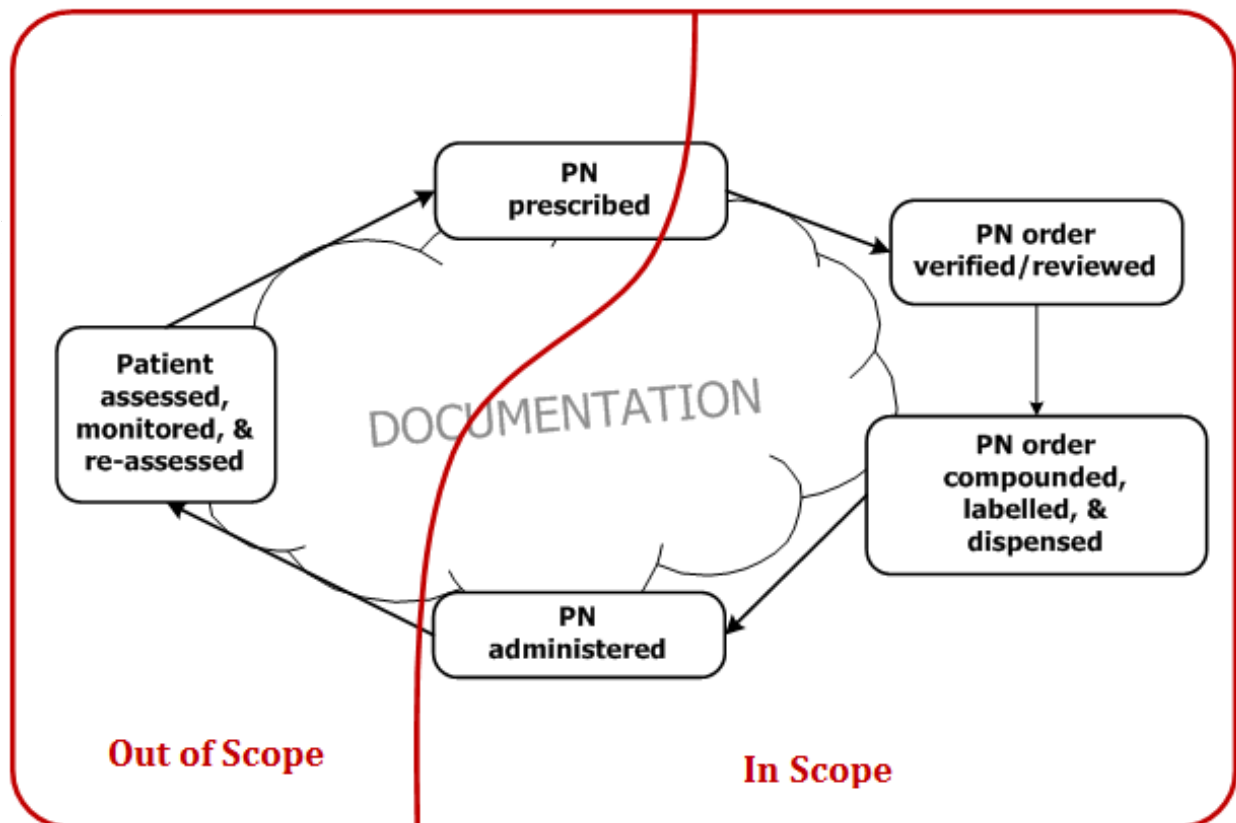 PN
prescribed
PN order
verified/reviewed
Patient
assessed,
monitored, &
re-assessed
DOCUMENTATION
PN order
compounded,
labelled, &
dispensed
PN
administered
Out of Scope
In Scope